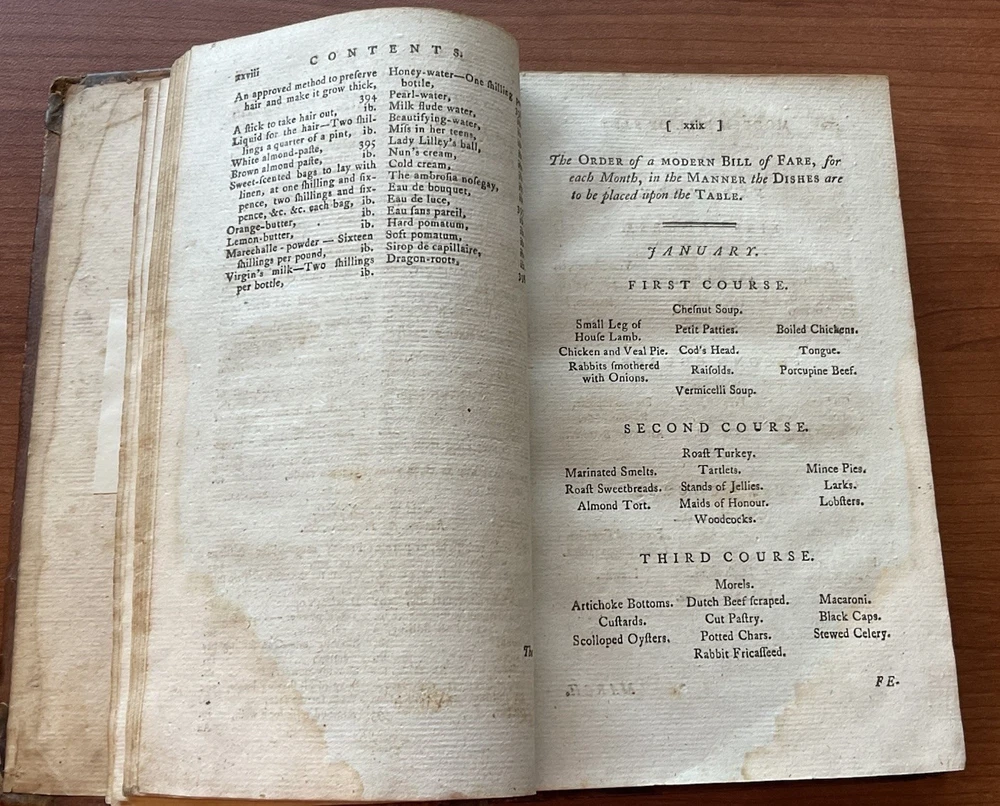 xxviii
CONTENTS.
An approved method to preſerve
hair and make it grow thick,
394
A ſtick to take hair out, ib.
Liquid for the hair—Two ſhil-
lings a quarter of a pint, ib.
White almond-paſte, 395
Brown almond paſte, ib.
Sweet-ſcented bags to lay with
linen, at one ſhilling and ſix-
pence, two ſhillings and ſix-
pence, &c. &c. each bag, ib.
Orange-butter, ib.
Lemon-butter, ib.
Marechalle-powder — Sixteen
ſhillings per pound, ib.
Virgin's milk—Two ſhillings
per bottle, ib.
Honey-water—One ſhilling
bottle,
Pearl-water,
Milk flude water,
Beautifying-water,
Miſs in her teens,
Lady Lilley's ball,
Nun's cream,
Cold cream,
The ambroſia noſegay,
Eau de bouquet,
Eau de luce,
Eau ſans pareil,
Hard pomatum,
Soft pomatum,
Sirop de capillaire,
Dragon-roots,
[ xxix ]
The ORDER of a MODERN BILL of FARE, for
each Month, in the MANNER the DISHES are
to be placed upon the TABLE.
JANUARY.
FIRST COURSE.
Cheſnut Soup.
Small Leg of
Houſe Lamb. Petit Patties. Boiled Chickens.
Chicken and Veal Pie. Cod's Head. Tongue.
Rabbits ſmothered
with Onions. Raiſolds. Porcupine Beef.
Vermicelli Soup.
SECOND COURSE.
Roaſt Turkey.
Marinated Smelts. Tartlets. Mince Pies.
Roaſt Sweetbreads. Stands of Jellies. Larks.
Almond Tort. Maids of Honour. Lobſters.
Woodcocks.
THIRD COURSE.
Morels.
Artichoke Bottoms. Dutch Beef ſcraped. Macaroni.
Cuſtards. Cut Paſtry. Black Caps.
Scolloped Oyſters. Potted Chars. Stewed Celery.
Rabbit Fricaſſeed.
FE-